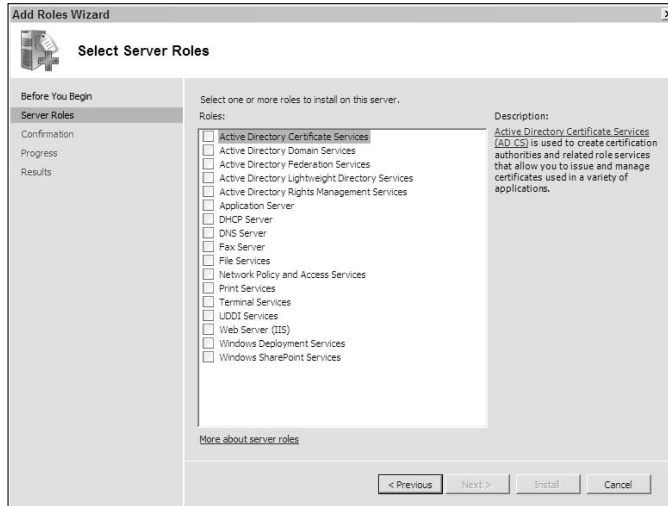 Add Roles Wizard
Select Server Roles
Before You Begin
Server Roles
Confirmation
Progress
Results
Select one or more roles to install on this server.
Roles:
Active Directory Certificate Services
Active Directory Domain Services
Active Directory Federation Services
Active Directory Lightweight Directory Services
Active Directory Rights Management Services
Application Server
DHCP Server
DNS Server
Fax Server
File Services
Network Policy and Access Services
Print Services
Terminal Services
UDDI Services
Web Server (IIS)
Windows Deployment Services
Windows SharePoint Services
More about server roles
Description:
Active Directory Certificate Services
(AD CS) is used to create certification
authorities and related role services
that allow you to issue and manage
certificates used in a variety of
applications.
< Previous
Next >
Install
Cancel